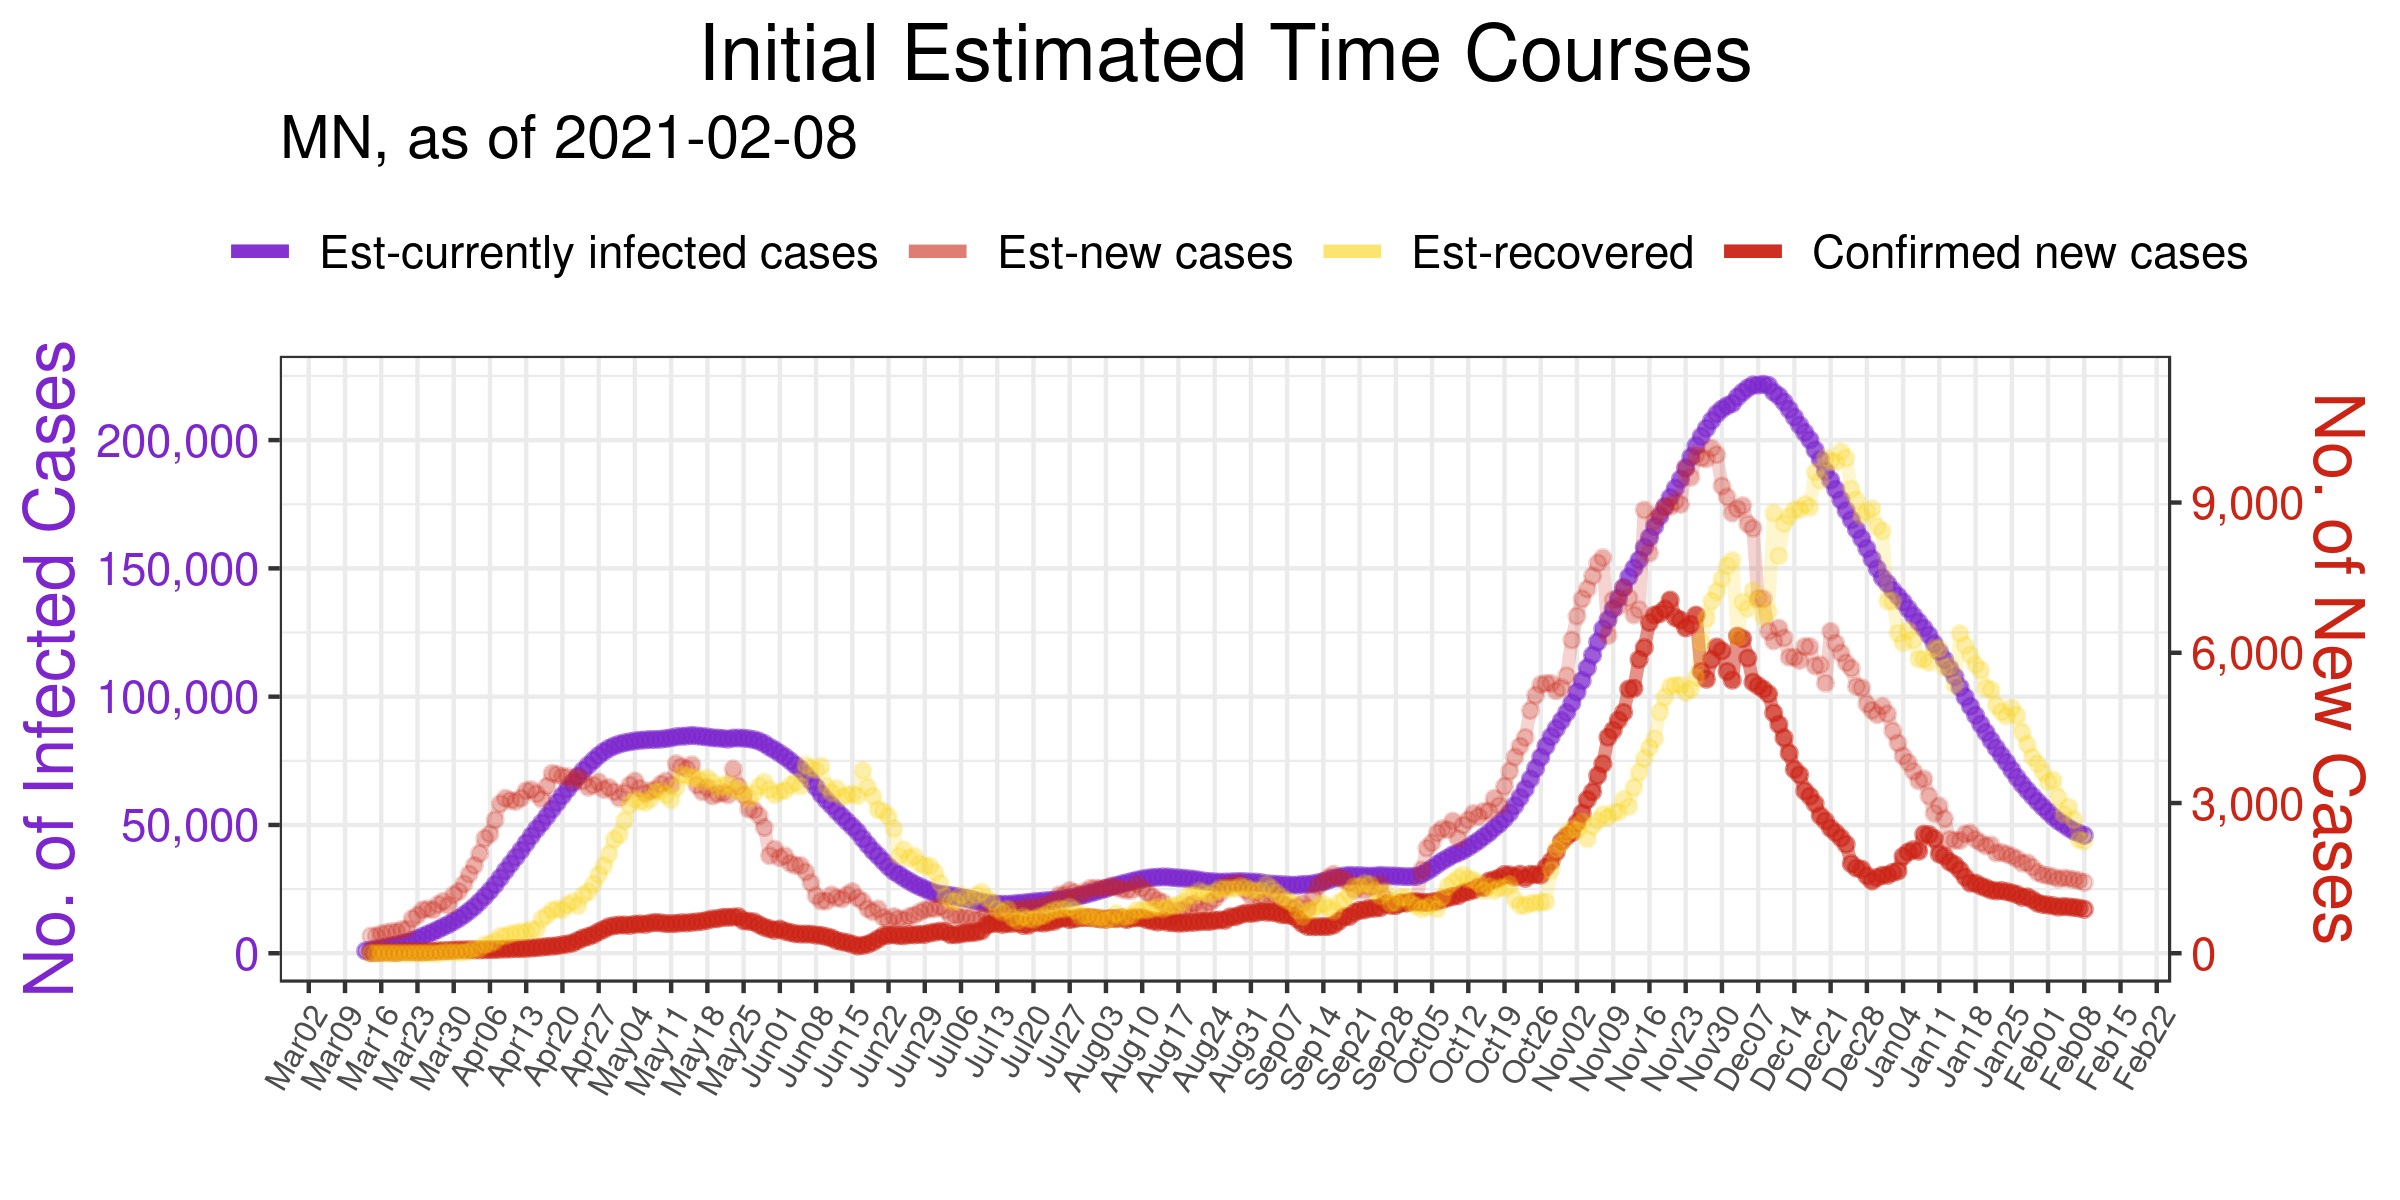 Initial Estimated Time Courses
MN, as of 2021-02-08
Est-currently infected cases Est-new cases Est-recovered Confirmed new cases
No. of Infected Cases
200,000
150,000
100,000
50,000
0
9,000
6,000
3,000
0
No. of New Cases
Mar02 Mar09 Mar16 Mar23 Mar30 Apr06 Apr13 Apr20 Apr27 May04 May11 May18 May25 Jun01 Jun08 Jun15 Jun22 Jun29 Jul06 Jul13 Jul20 Jul27 Aug03 Aug10 Aug17 Aug24 Aug31 Sep07 Sep14 Sep21 Sep28 Oct05 Oct12 Oct19 Oct26 Nov02 Nov09 Nov16 Nov23 Nov30 Dec07 Dec14 Dec21 Dec28 Jan04 Jan11 Jan18 Jan25 Feb01 Feb08 Feb15 Feb22